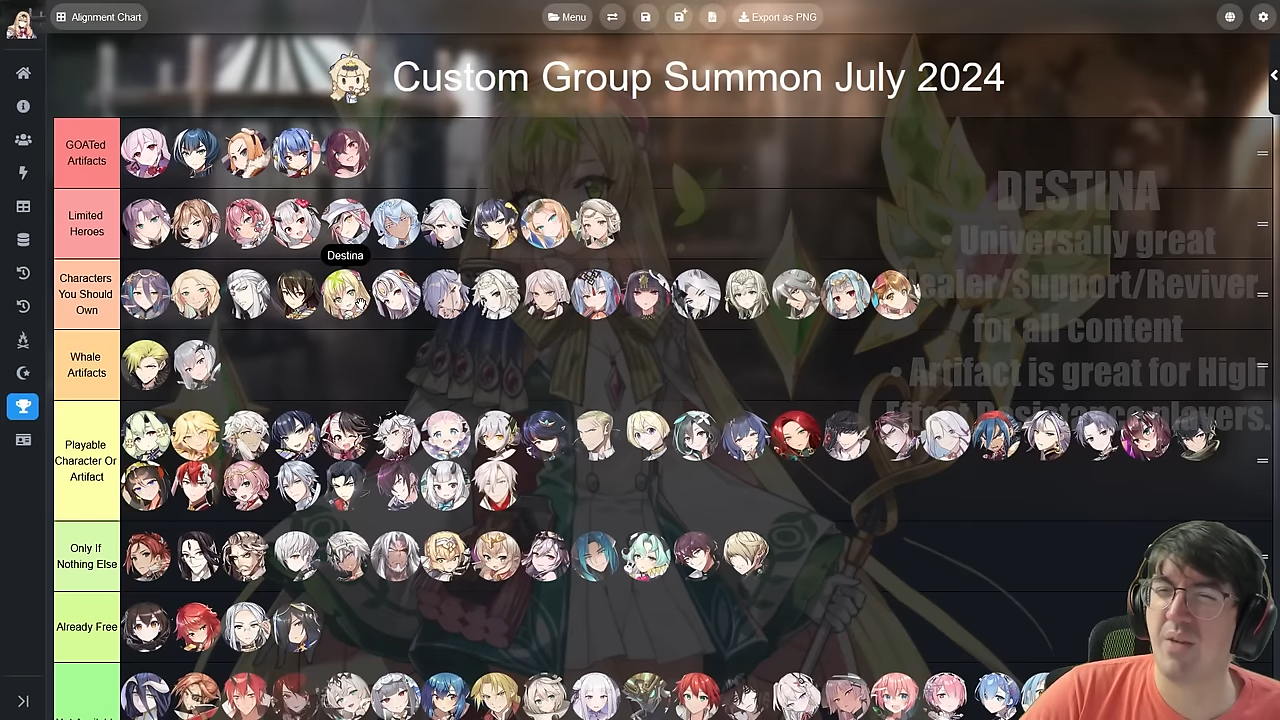 Alignment Chart
Menu
Export as PNG
Custom Group Summon July 2024
GOATed
Artifacts
Limited
Heroes
Destina
Characters
You Should
Own
Whale
Artifacts
Playable
Character Or
Artifact
Only If
Nothing Else
Already Free
DESTINA
• Universally great
Healer/Support/Reviver
for all content
• Artifact is great for High
Effect Resistance players.